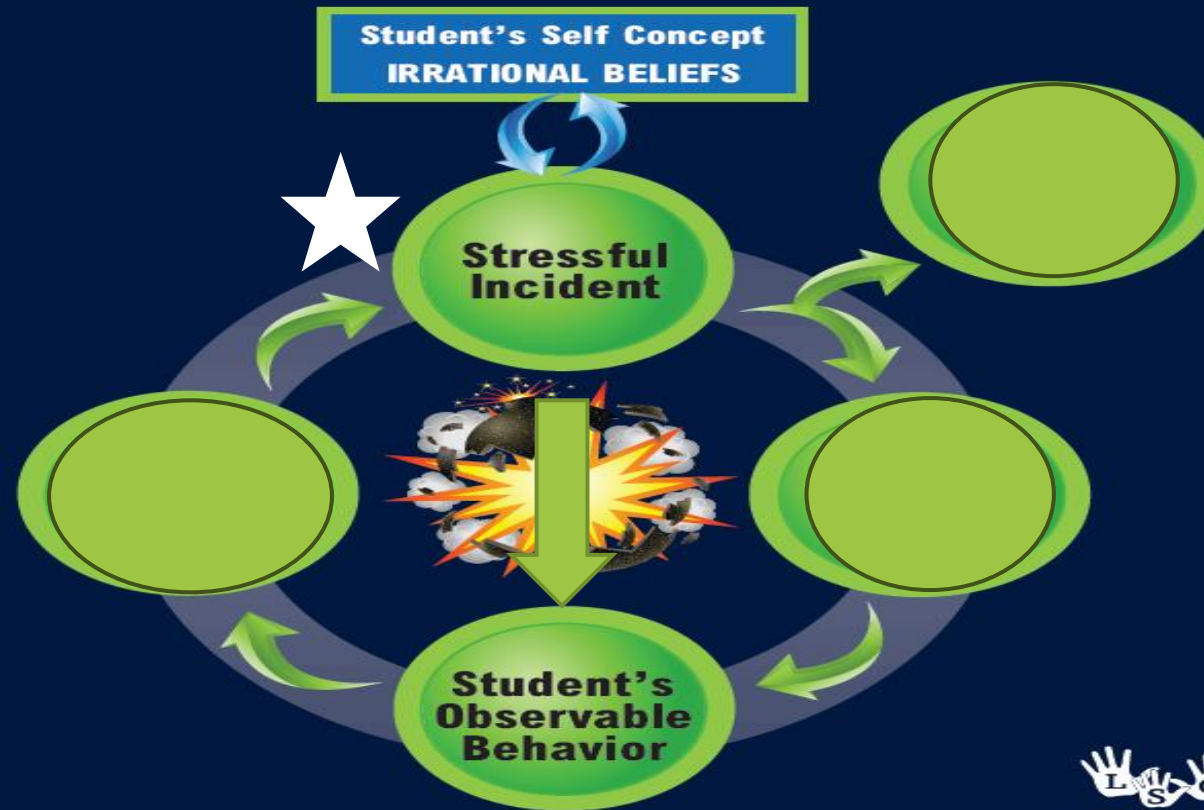 Student's Self Concept
IRRATIONAL BELIEFS
Stressful
Incident
Student's
Observable
Behavior
L S